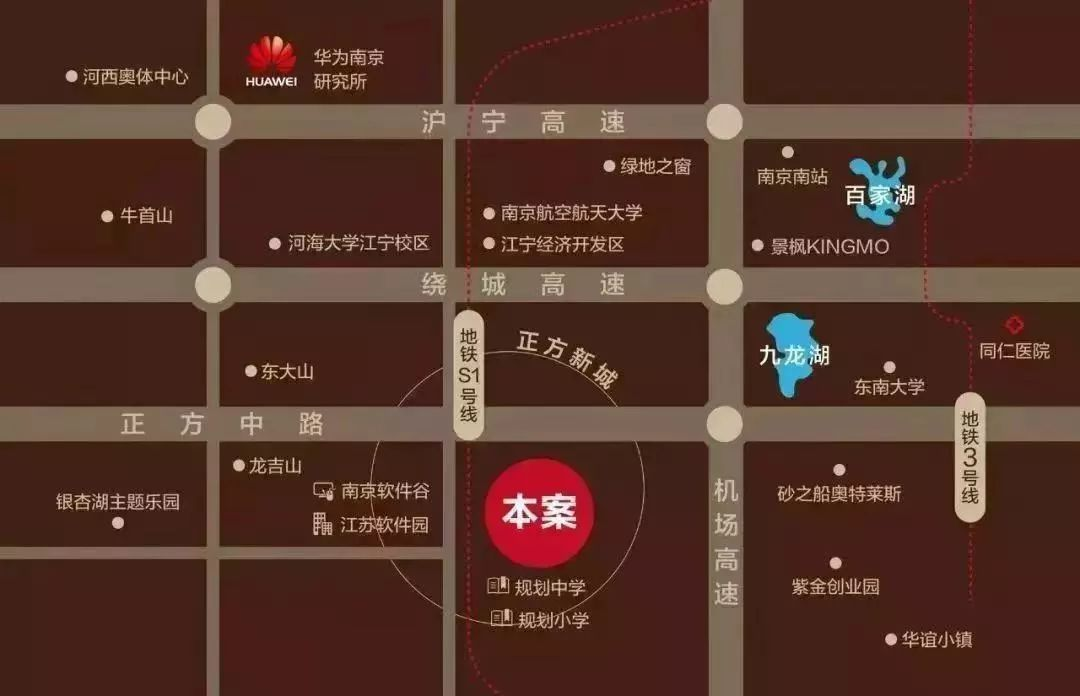 河西奥体中心
HUAWEI
华为南京
研究所
沪宁高速
绿地之窗
南京南站
百家湖
牛首山
南京航空航天大学
河海大学江宁校区
江宁经济开发区
景枫KINGMO
绕城高速
地铁S1号线
正方新城
九龙湖
同仁医院
东大山
东南大学
正方中路
地铁3号线
龙吉山
银杏湖主题乐园
南京软件谷
江苏软件园
本案
机场高速
砂之船奥特莱斯
规划中学
规划小学
紫金创业园
华谊小镇